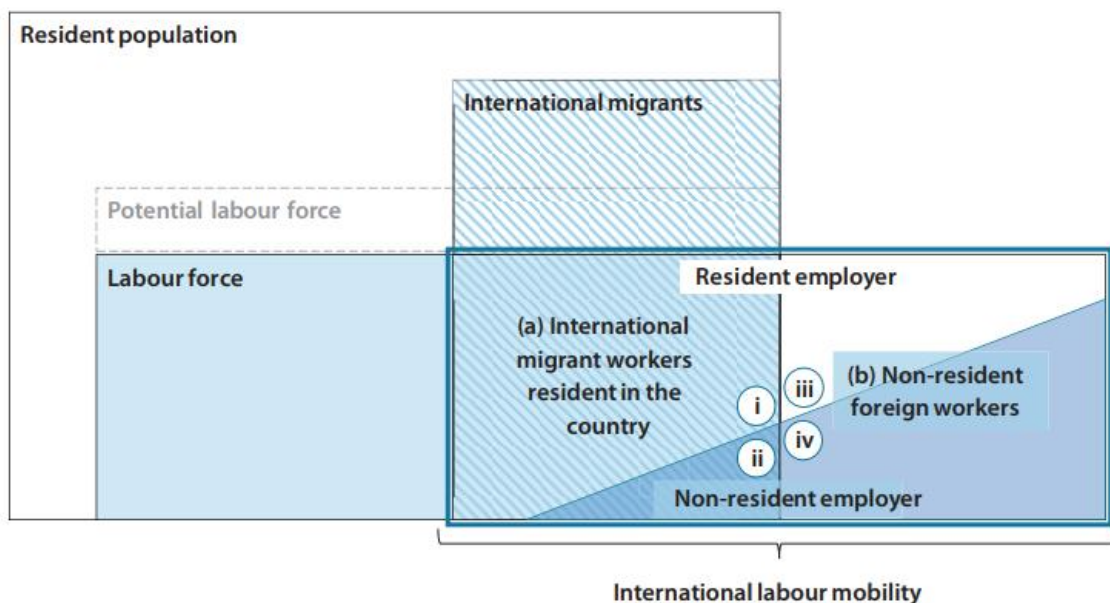 Resident population
International migrants
Potential labour force
Labour force
Resident employer
(a) International
migrant workers
resident in the
country
(b) Non-resident
foreign workers
i
iii
ii
iv
Non-resident employer
International labour mobility